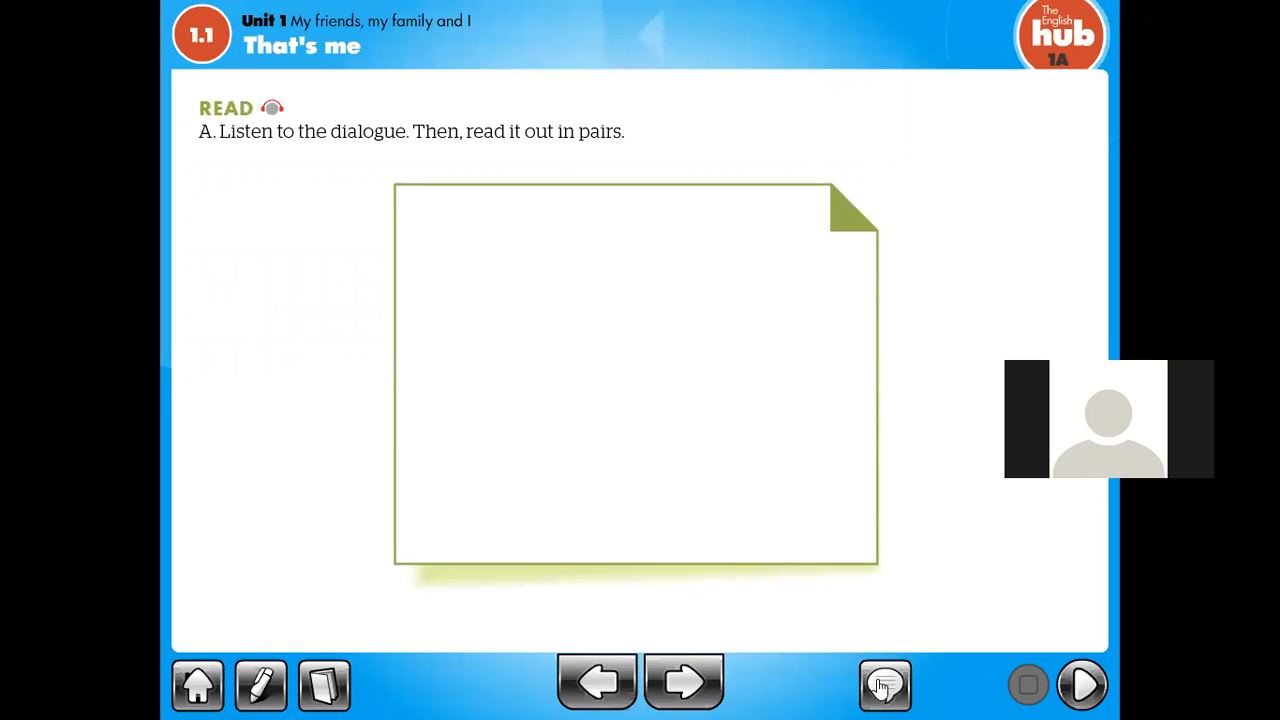 1.1
Unit 1 My friends, my family and I
That's me
The
English
hub
1A
READ
A. Listen to the dialogue. Then, read it out in pairs.